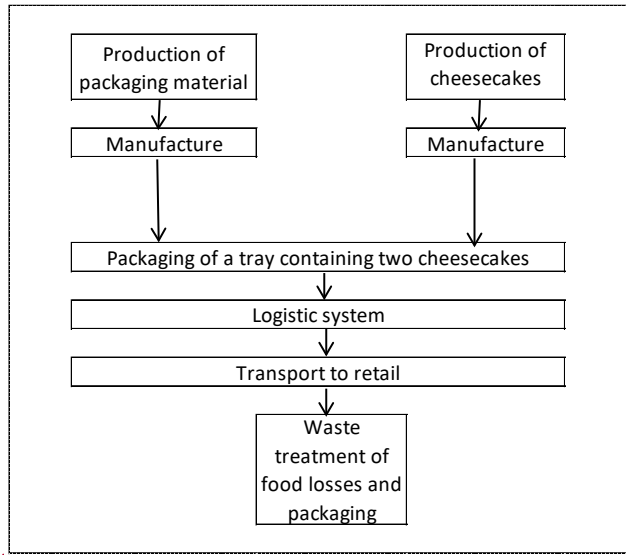 Production of
packaging material
Production of
cheesecakes
Manufacture
Manufacture
Packaging of a tray containing two cheesecakes
Logistic system
Transport to retail
Waste
treatment of
food losses and
packaging